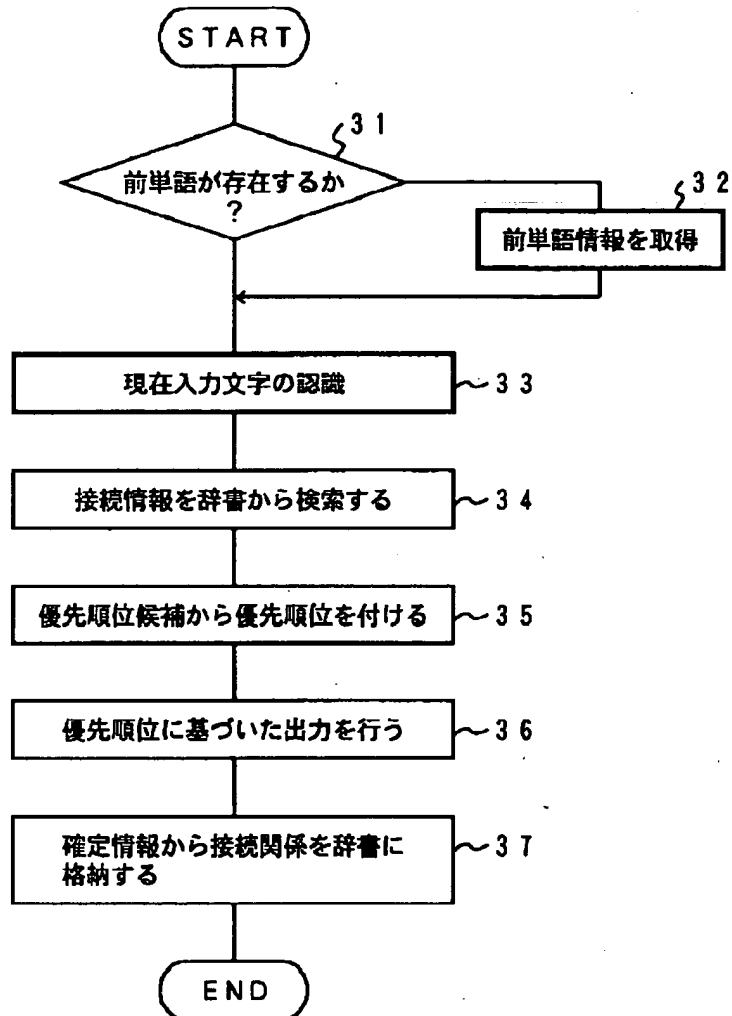 START
31
前単語が存在するか
?
32
前単語情報を取得
現在入力文字の認識
33
接続情報を辞書から検索する
34
優先順位候補から優先順位を付ける
35
優先順位に基づいた出力を行う
36
確定情報から接続関係を辞書に
格納する
37
END